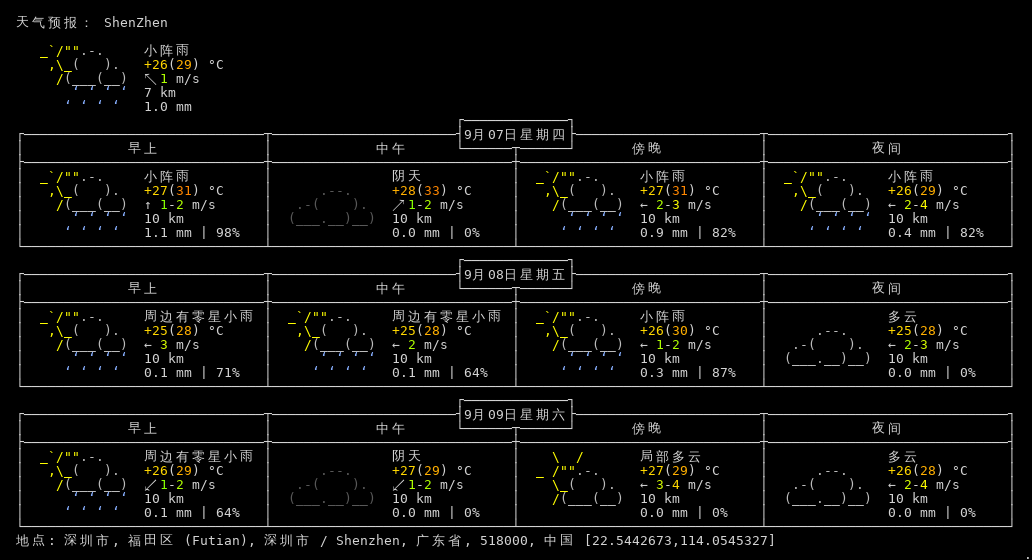 天气预报: ShenZhen
小阵雨
+26(29) °C
↖ 1 m/s
7 km
1.0 mm
9月07日星期四
早上 中午 傍晚 夜间
小阵雨 阴天 小阵雨 小阵雨
+27(31) °C +28(33) °C +27(31) °C +26(29) °C
↑ 1-2 m/s ↗ 1-2 m/s ← 2-3 m/s ← 2-4 m/s
10 km 10 km 10 km 10 km
1.1 mm | 98% 0.0 mm | 0% 0.9 mm | 82% 0.4 mm | 82%
9月08日星期五
早上 中午 傍晚 夜间
周边有零星小雨 周边有零星小雨 小阵雨 多云
+25(28) °C +25(28) °C +26(30) °C +25(28) °C
← 3 m/s ← 2 m/s ← 1-2 m/s ← 2-3 m/s
10 km 10 km 10 km 10 km
0.1 mm | 71% 0.1 mm | 64% 0.3 mm | 87% 0.0 mm | 0%
9月09日星期六
早上 中午 傍晚 夜间
周边有零星小雨 阴天 局部多云 多云
+26(29) °C +27(29) °C +27(29) °C +26(28) °C
↙ 1-2 m/s ↙ 1-2 m/s ← 3-4 m/s ← 2-4 m/s
10 km 10 km 10 km 10 km
0.1 mm | 64% 0.0 mm | 0% 0.0 mm | 0% 0.0 mm | 0%
地点: 深圳市, 福田区 (Futian), 深圳市 / Shenzhen, 广东省, 518000, 中国 [22.5442673,114.0545327]